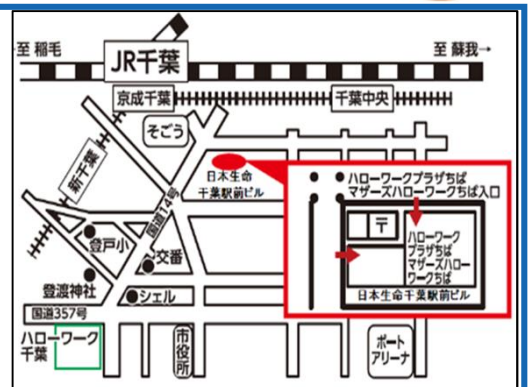 至 稲毛
至 蘇我→
JR千葉
京成千葉
千葉中央
そごう
新千葉
日本生命
千葉駅前ビル
国道14号
ハローワークプラザちば
マザーズハローワークちば入口
〒
ハローワーク
プラザちば
マザーズハロー
ワークちば
日本生命千葉駅前ビル
登戸小
交番
登渡神社
シェル
国道357号
ハローワーク
千葉
市役所
ポート
アリーナ